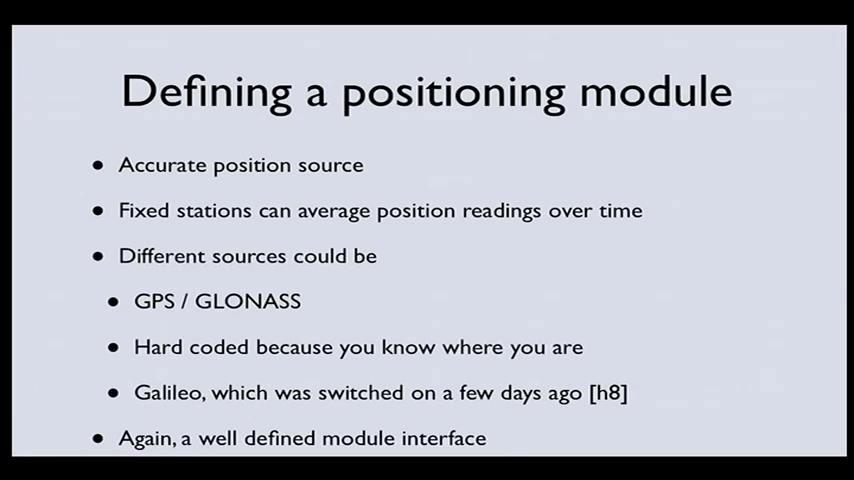 Defining a positioning module
• Accurate position source
• Fixed stations can average position readings over time
• Different sources could be
• GPS / GLONASS
• Hard coded because you know where you are
• Galileo, which was switched on a few days ago [h8]
• Again, a well defined module interface